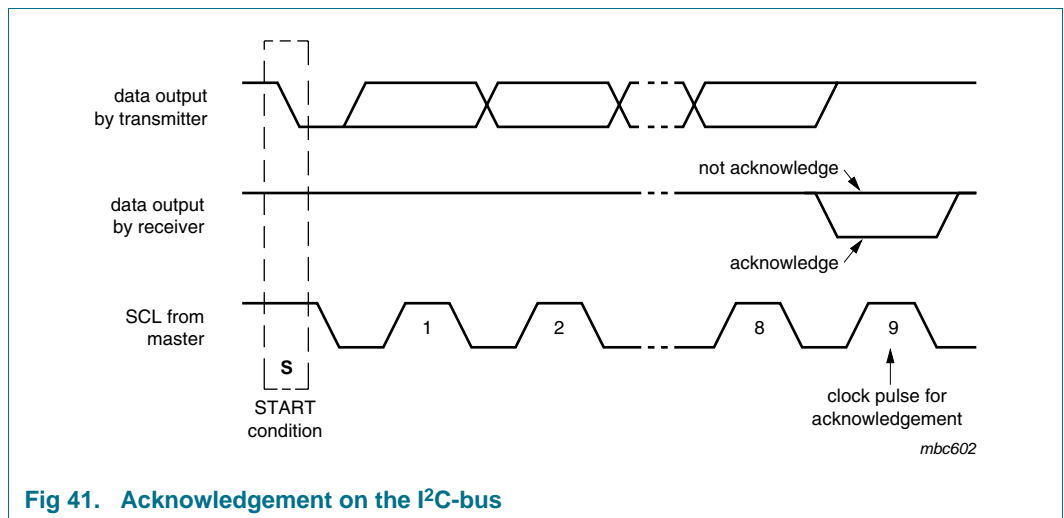 data output
by transmitter
not acknowledge
data output
by receiver
acknowledge
SCL from
master
1
2
8
9
S
START
condition
clock pulse for
acknowledgement
mbc602
Fig 41. Acknowledgement on the I²C-bus